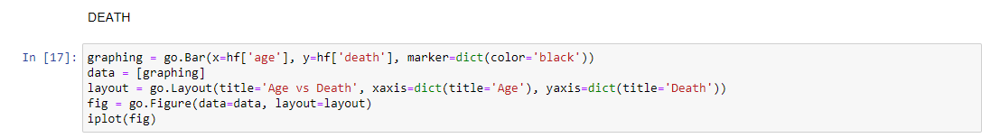 DEATH
In [17]: graphing = go.Bar(x=hf['age'], y=hf['death'], marker=dict(color='black'))
data = [graphing]
layout = go.Layout(title='Age vs Death', xaxis=dict(title='Age'), yaxis=dict(title='Death'))
fig = go.Figure(data=data, layout=layout)
iplot(fig)